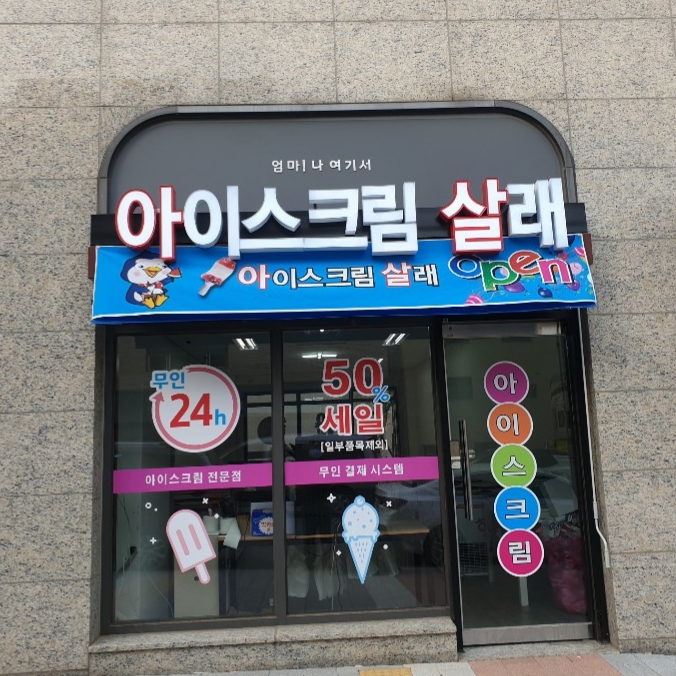 엄마! 나 여기서
아이스크림 살래
아이스크림 살래 Open
무인
24h
아이스크림 전문점
50%
세일
[일부품목제외]
무인 결제 시스템
아
이
스
크
림